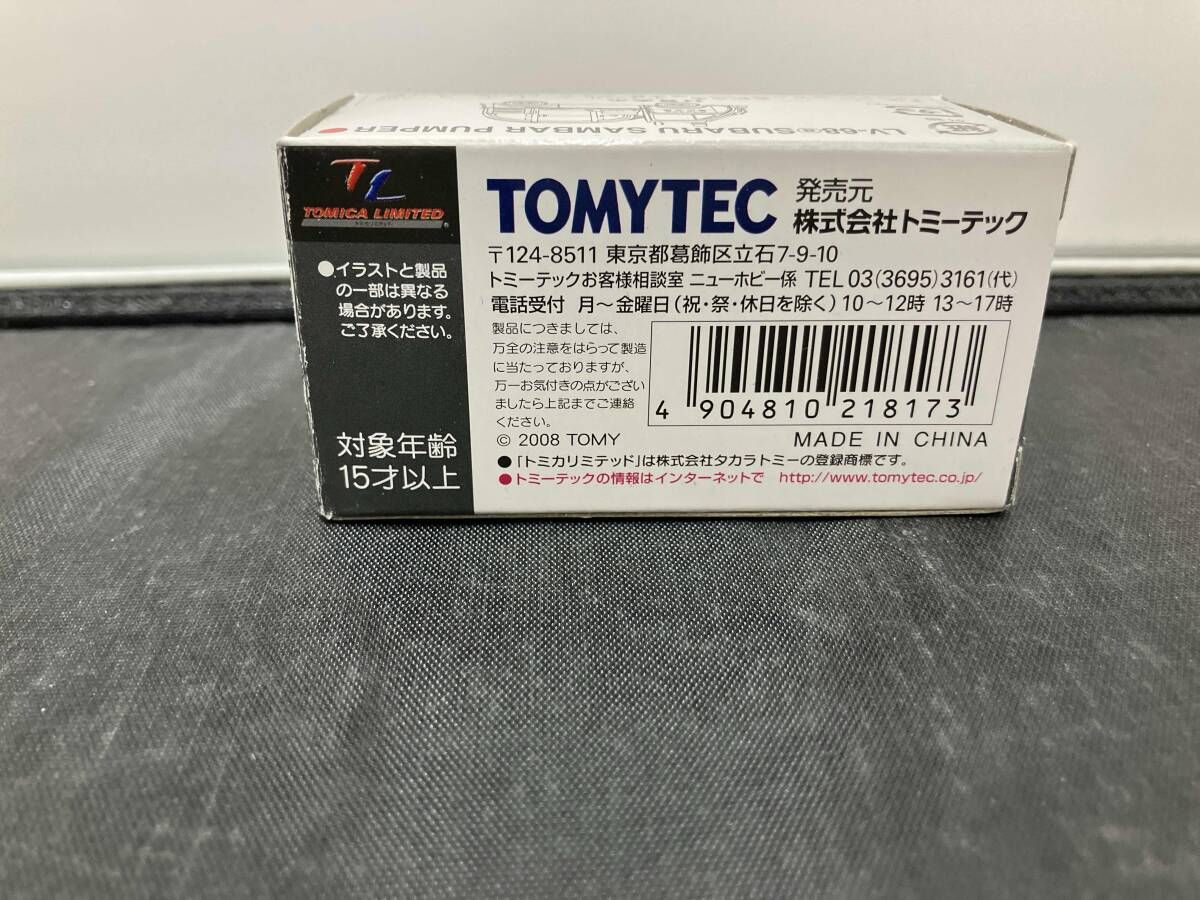 LV-68ⓐ SUBARU SAMBAR PUMPER
TL
TOMICA LIMITED
トミカリミテッド
®
●イラストと製品
の一部は異なる
場合があります。
ご了承ください。
対象年齢
15才以上
TOMYTEC 発売元
株式会社トミーテック
〒124-8511 東京都葛飾区立石7-9-10
トミーテックお客様相談室 ニューホビー係 TEL 03(3695)3161(代)
電話受付 月〜金曜日(祝・祭・休日を除く)10〜12時 13〜17時
製品につきましては、
万全の注意をはらって製造
に当たっておりますが、
万一お気付きの点がござい
ましたら上記までご連絡
ください。
4 904810 218173
© 2008 TOMY
MADE IN CHINA
●「トミカリミテッド」は株式会社タカラトミーの登録商標です。
●トミーテックの情報はインターネットで http://www.tomytec.co.jp/